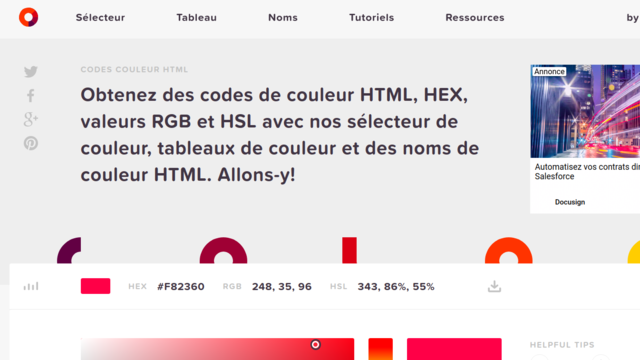 Sélecteur Tableau Noms Tutoriels Ressources by
CODES COULEUR HTML
Obtenez des codes de couleur HTML, HEX,
valeurs RGB et HSL avec nos sélecteur de
couleur, tableaux de couleur et des noms de
couleur HTML. Allons-y!
Annonce
Automatisez vos contrats
Salesforce
Docusign
HEX #F82360 RGB 248, 35, 96 HSL 343, 86%, 55%
HELPFUL TIPS